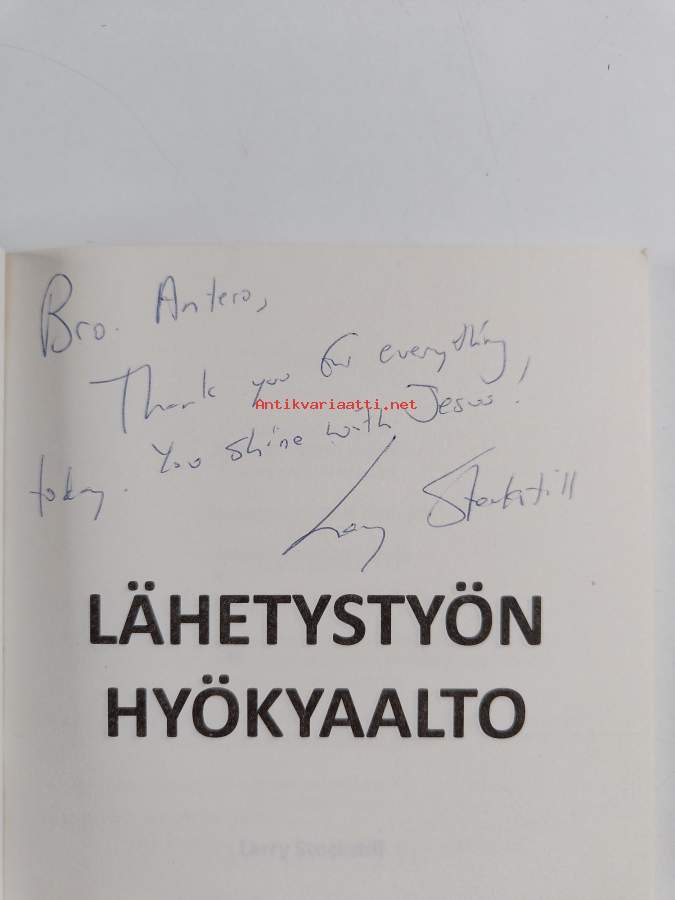 Bro. Antero,
Thank you for everything
today. You shine with Jesus!
Larry Stockstill
Antikvariaatti.net
LÄHETYSTYÖN
HYÖKYAALTO
Larry Stockstill